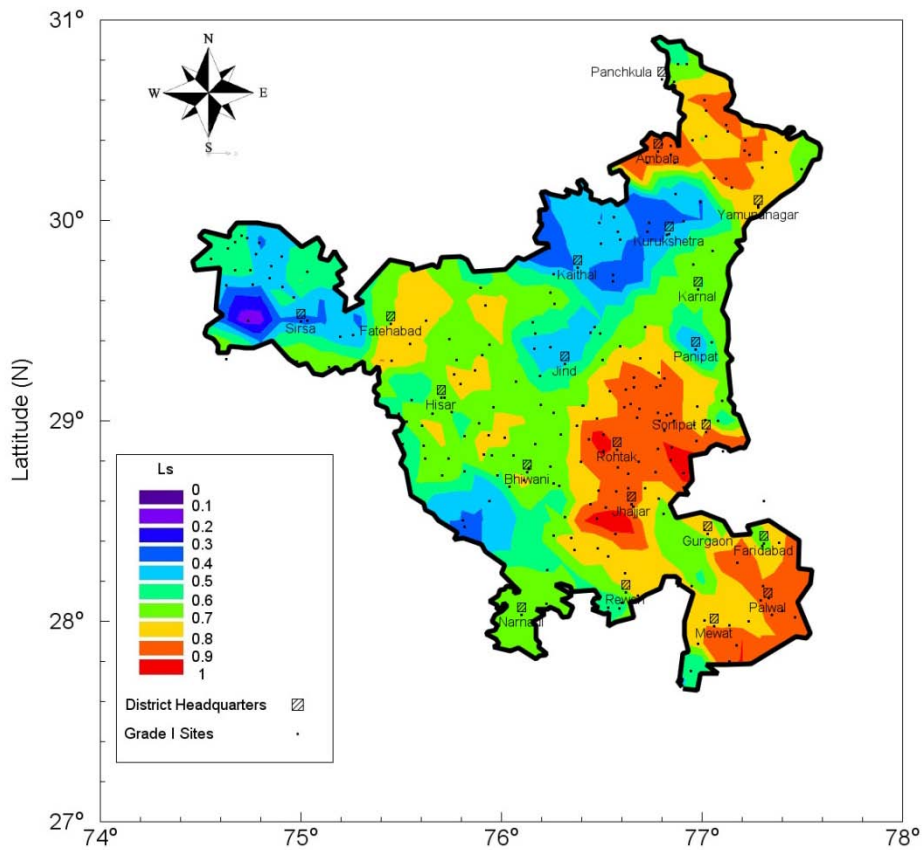 31°
N
W
E
S
Panchkula
Ambala
30°
Yamunanagar
Kurukshetra
Kaithal
Karnal
Sirsa
Fatehabad
Panipat
Jind
Lattitude (N)
Hisar
29°
Sonipat
Rohtak
Bhiwani
Ls
0
0.1
0.2
0.3
0.4
0.5
0.6
0.7
0.8
0.9
1
Jhajjar
Gurgaon
Faridabad
28°
Rewari
Palwal
Narnaul
Mewat
District Headquarters
Grade I Sites
27°
74° 75° 76° 77° 78°